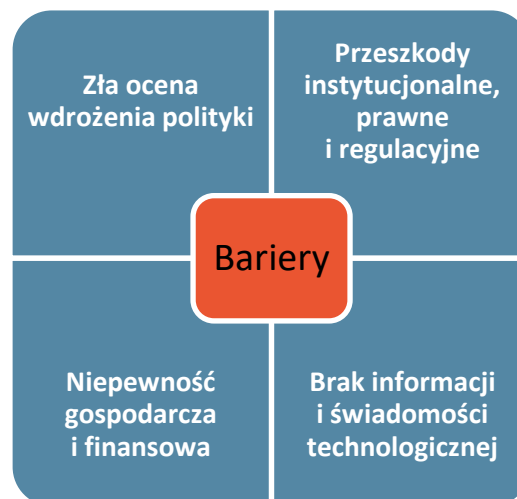 Zła ocena
wdrożenia polityki
Przeszkody
instytucjonalne,
prawne
i regulacyjne
Bariery
Niepewność
gospodarcza
i finansowa
Brak informacji
i świadomości
technologicznej